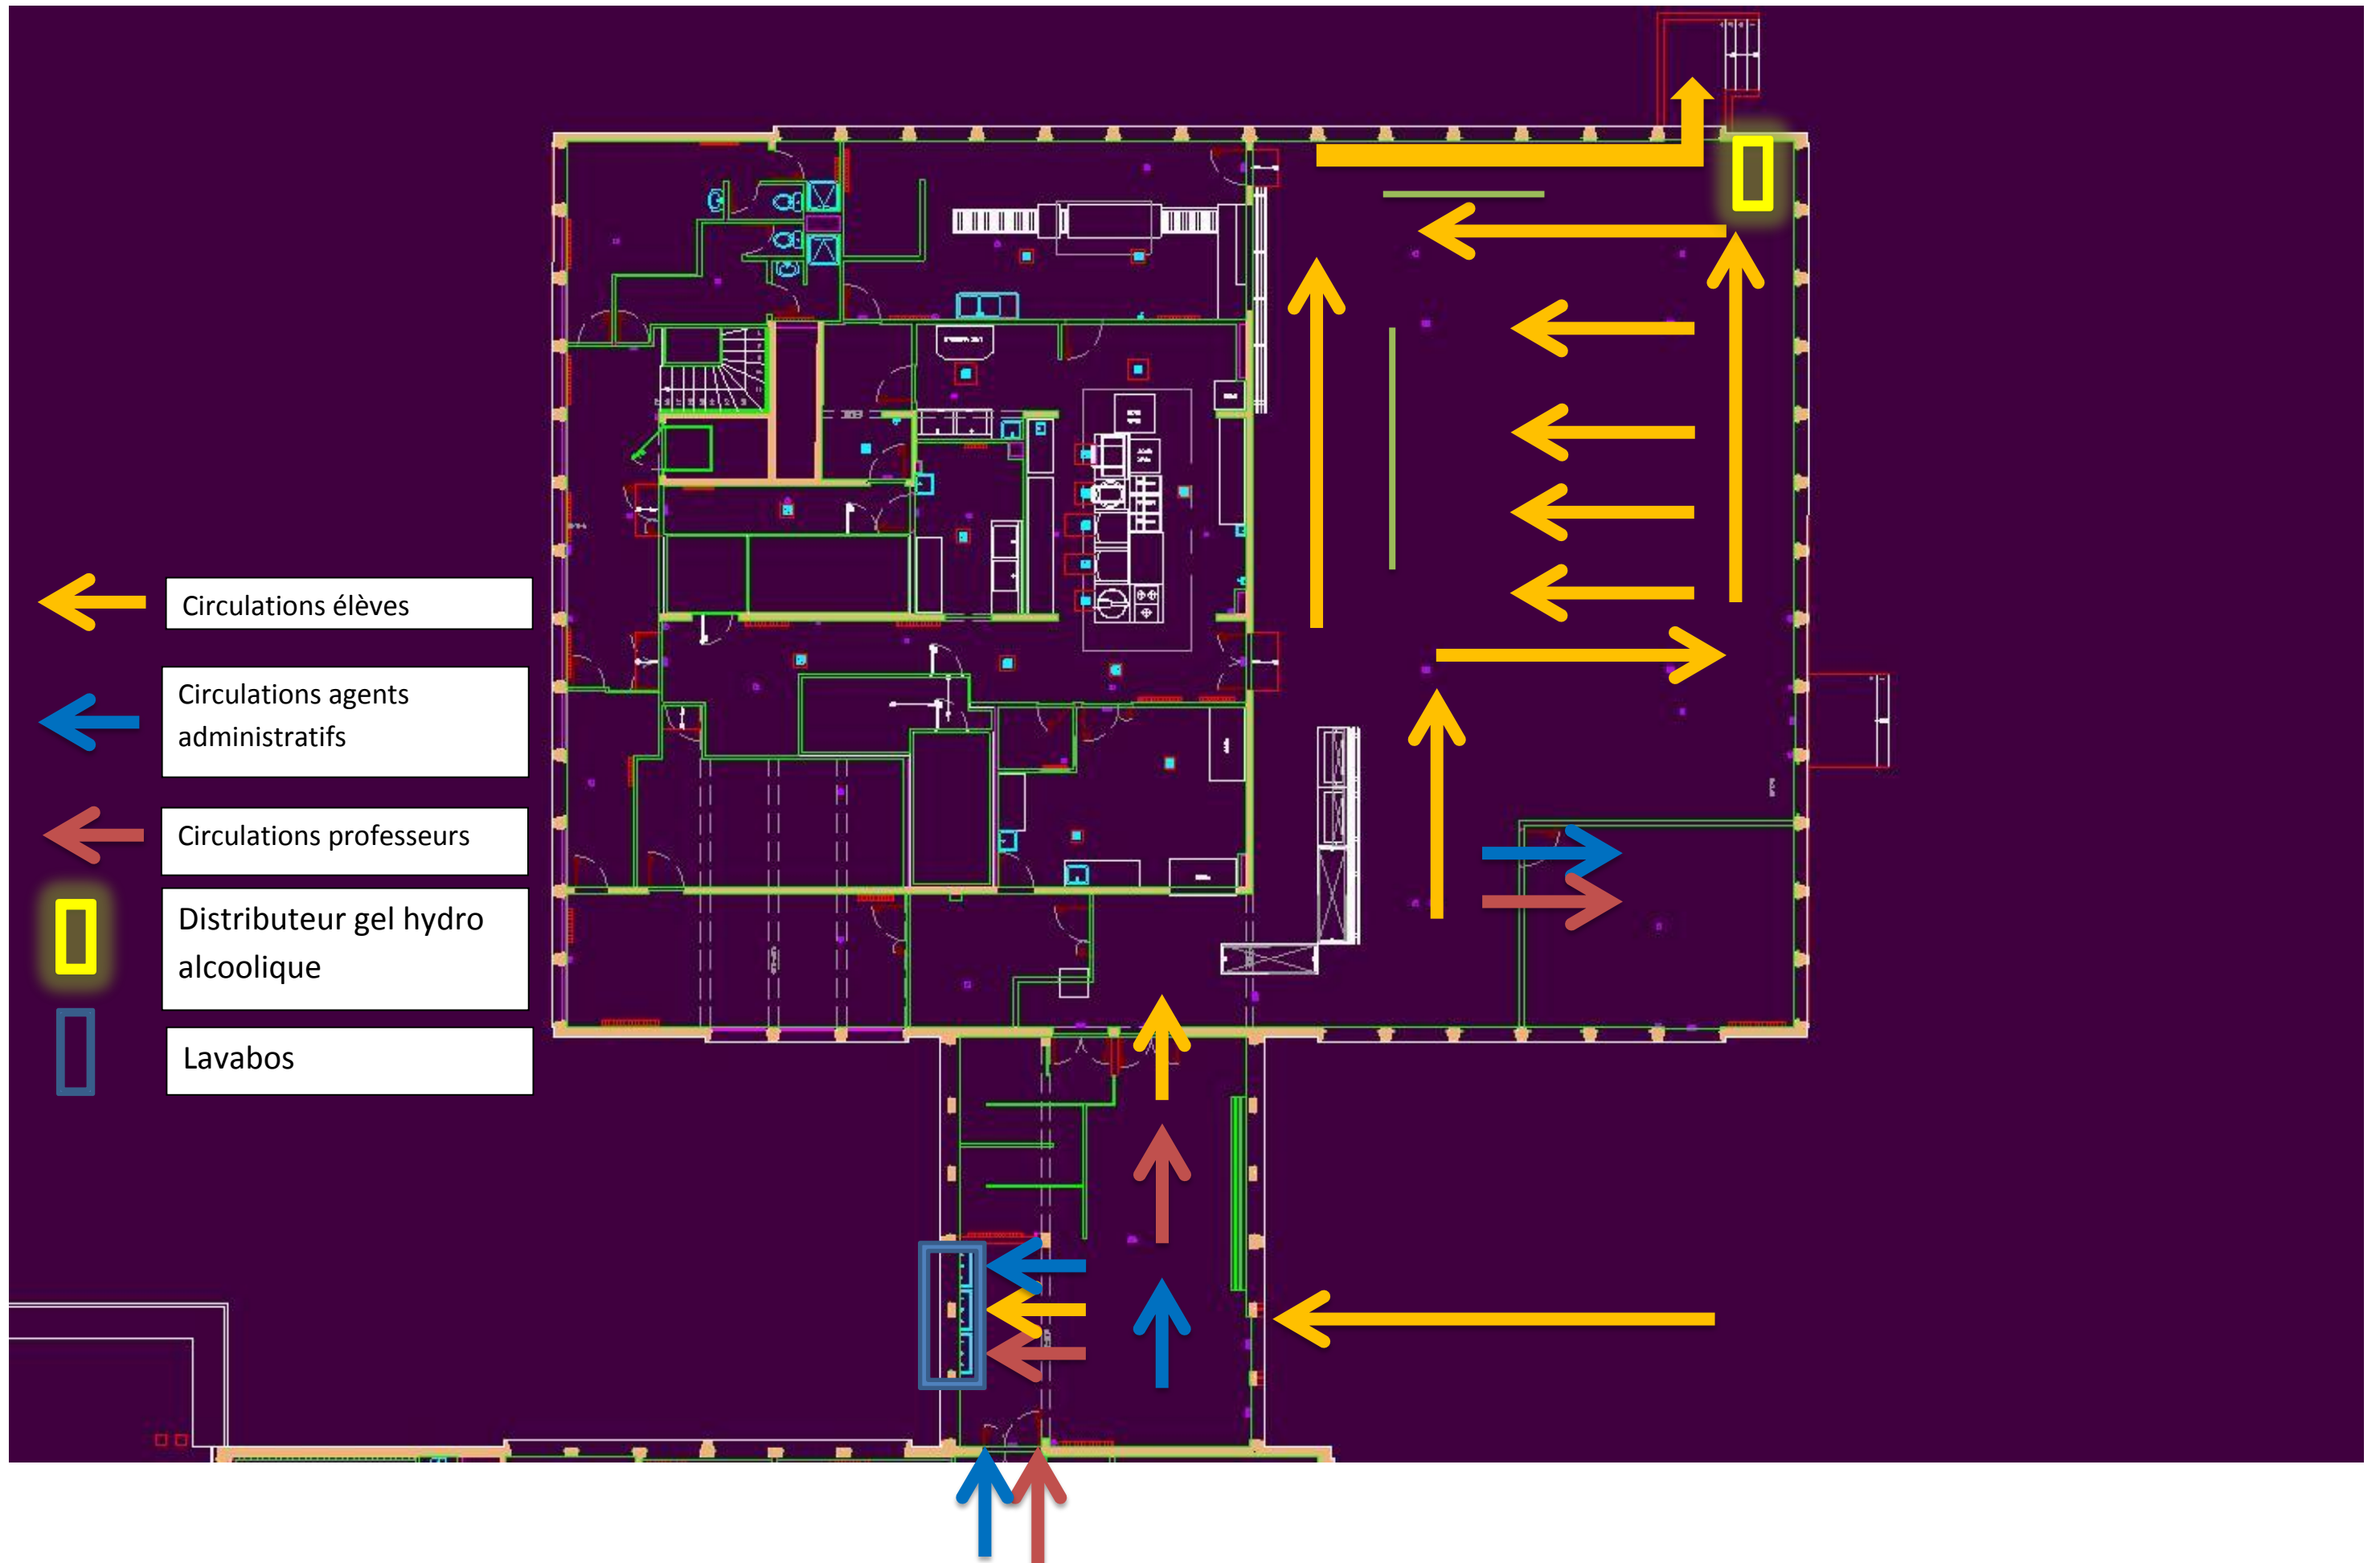 Circulations élèves
Circulations agents
administratifs
Circulations professeurs
Distributeur gel hydro
alcoolique
Lavabos